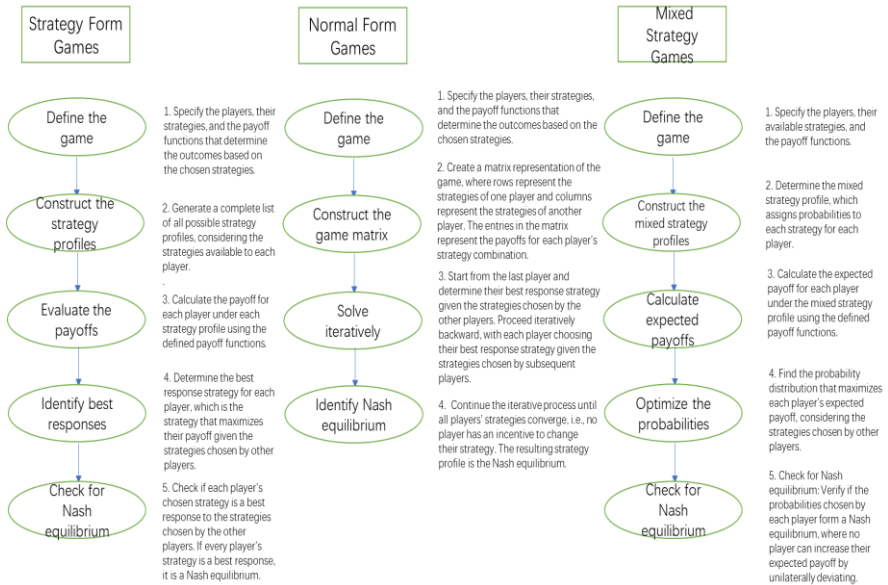 Strategy Form
Games
Define the
game
Construct the
strategy
profiles
Evaluate the
payoffs
Identify best
responses
Check for
Nash
equilibrium
1. Specify the players, their
strategies, and the payoff
functions that determine
the outcomes based on
the chosen strategies.
2. Generate a complete list
of all possible strategy
profiles, considering the
strategies available to each
player.
.
3. Calculate the payoff for
each player under each
strategy profile using the
defined payoff functions.
4. Determine the best
response strategy for each
player, which is the
strategy that maximizes
their payoff given the
strategies chosen by other
players.
5. Check if each player's
chosen strategy is a best
response to the strategies
chosen by the other
players. If every player's
strategy is a best response,
it is a Nash equilibrium.
Normal Form
Games
Define the
game
Construct the
game matrix
Solve
iteratively
Identify Nash
equilibrium
1. Specify the players, their strategies,
and the payoff functions that
determine the outcomes based on the
chosen strategies.
2. Create a matrix representation of the
game, where rows represent the
strategies of one player and columns
represent the strategies of another
player. The entries in the matrix
represent the payoffs for each player's
strategy combination.
3. Start from the last player and
determine their best response strategy
given the strategies chosen by the
other players. Proceed iteratively
backward, with each player choosing
their best response strategy given the
strategies chosen by subsequent
players.
4. Continue the iterative process until
all players' strategies converge, i.e., no
player has an incentive to change
their strategy. The resulting strategy
profile is the Nash equilibrium.
Mixed
Strategy
Games
Define the
game
Construct the
mixed strategy
profiles
Calculate
expected
payoffs
Optimize the
probabilities
Check for
Nash
equilibrium
1. Specify the players, their
available strategies, and
the payoff functions.
2. Determine the mixed
strategy profile, which
assigns probabilities to
each strategy for each
player.
3. Calculate the expected
payoff for each player
under the mixed strategy
profile using the defined
payoff functions.
4. Find the probability
distribution that maximizes
each player's expected
payoff, considering the
strategies chosen by other
players.
5. Check for Nash
equilibrium: Verify if the
probabilities chosen by
each player form a Nash
equilibrium, where no
player can increase their
expected payoff by
unilaterally deviating.